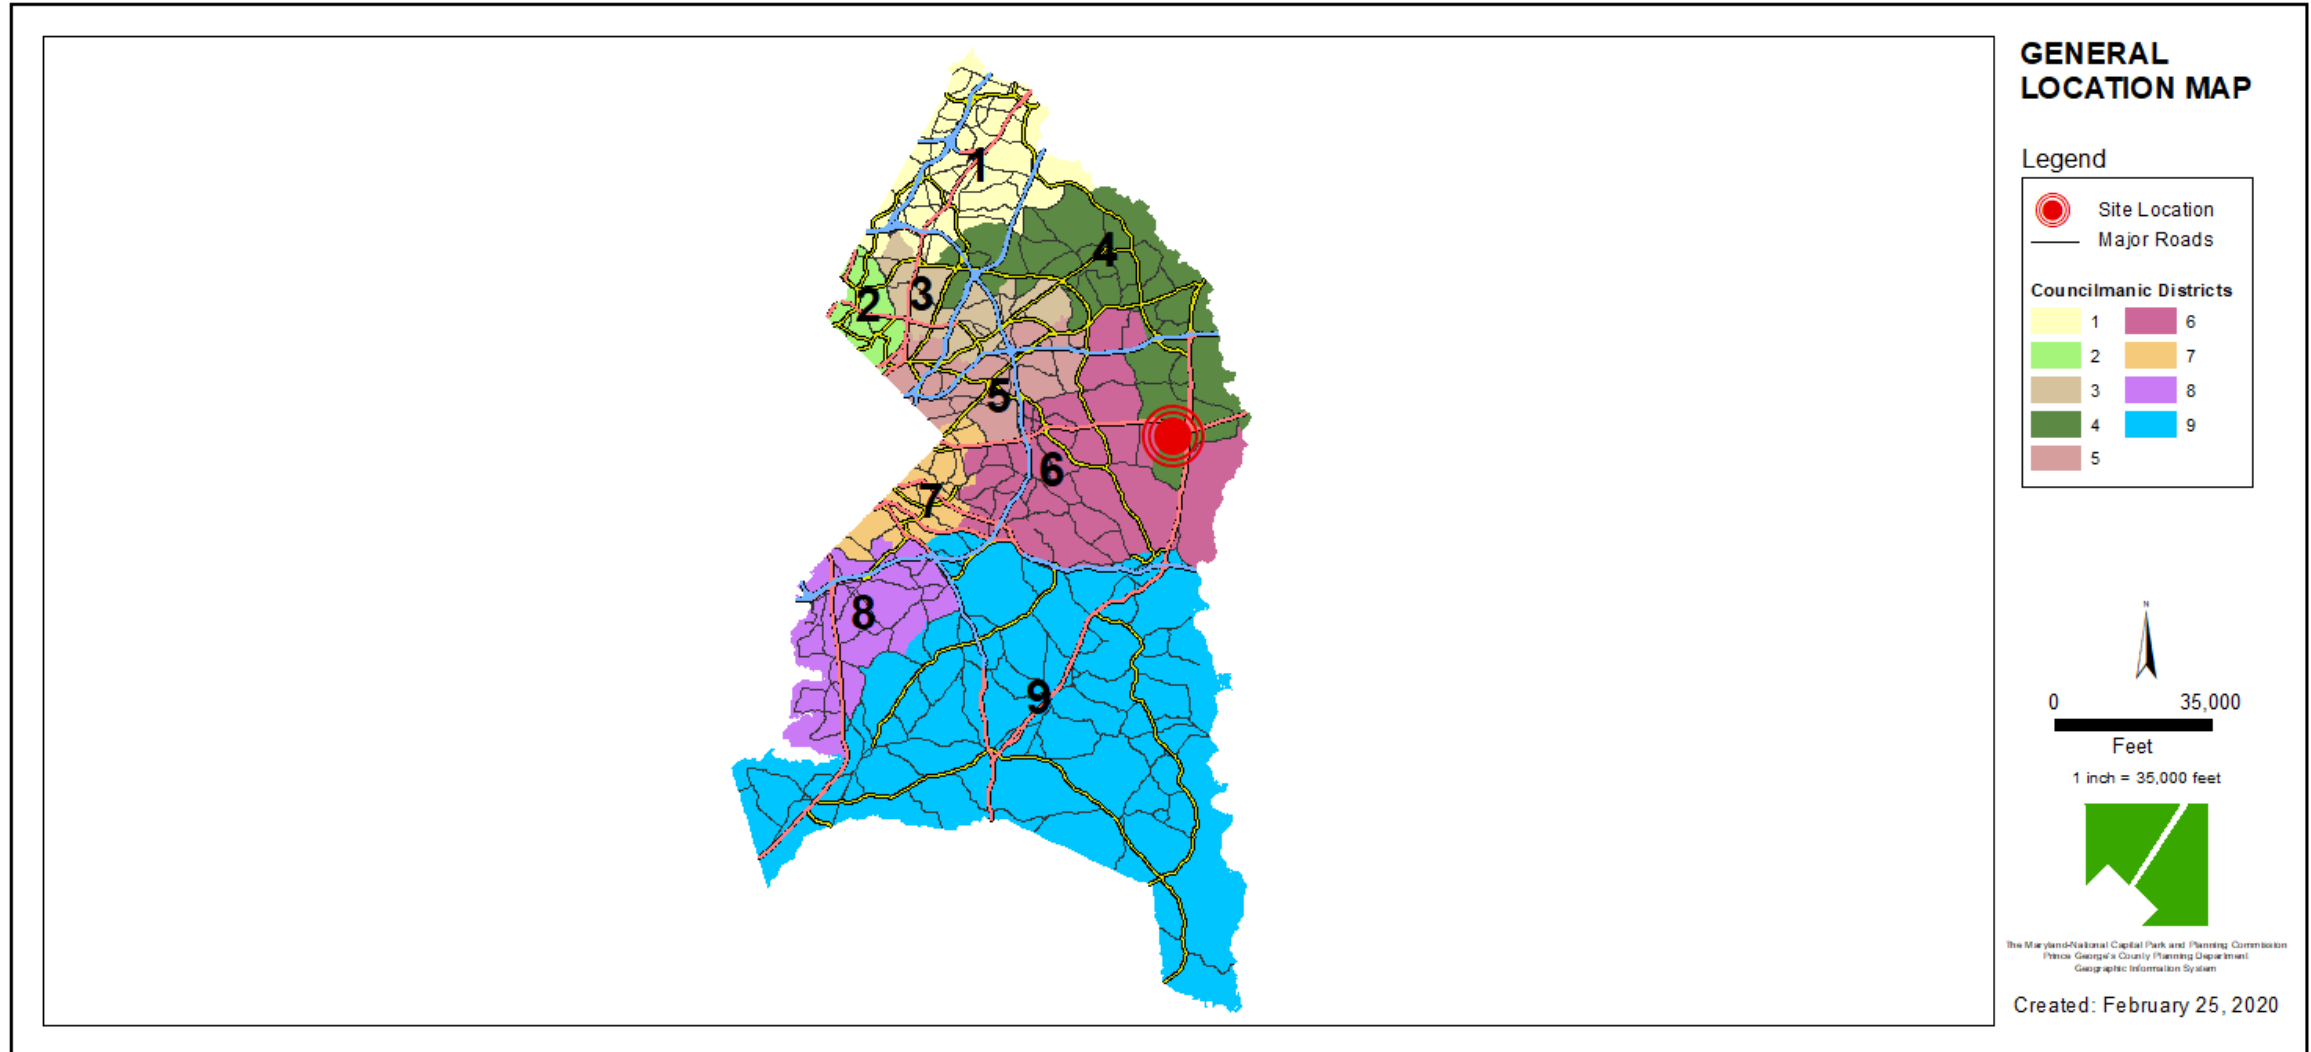 GENERAL
LOCATION MAP
Legend
Site Location
Major Roads
Councilmanic Districts
1 6
2 7
3 8
4 9
5
1
4
2
3
5
6
7
8
9
N
0 35,000
Feet
1 inch = 35,000 feet
The Maryland-National Capital Park and Planning Commission
Prince George's County Planning Department
Geographic Information System
Created: February 25, 2020